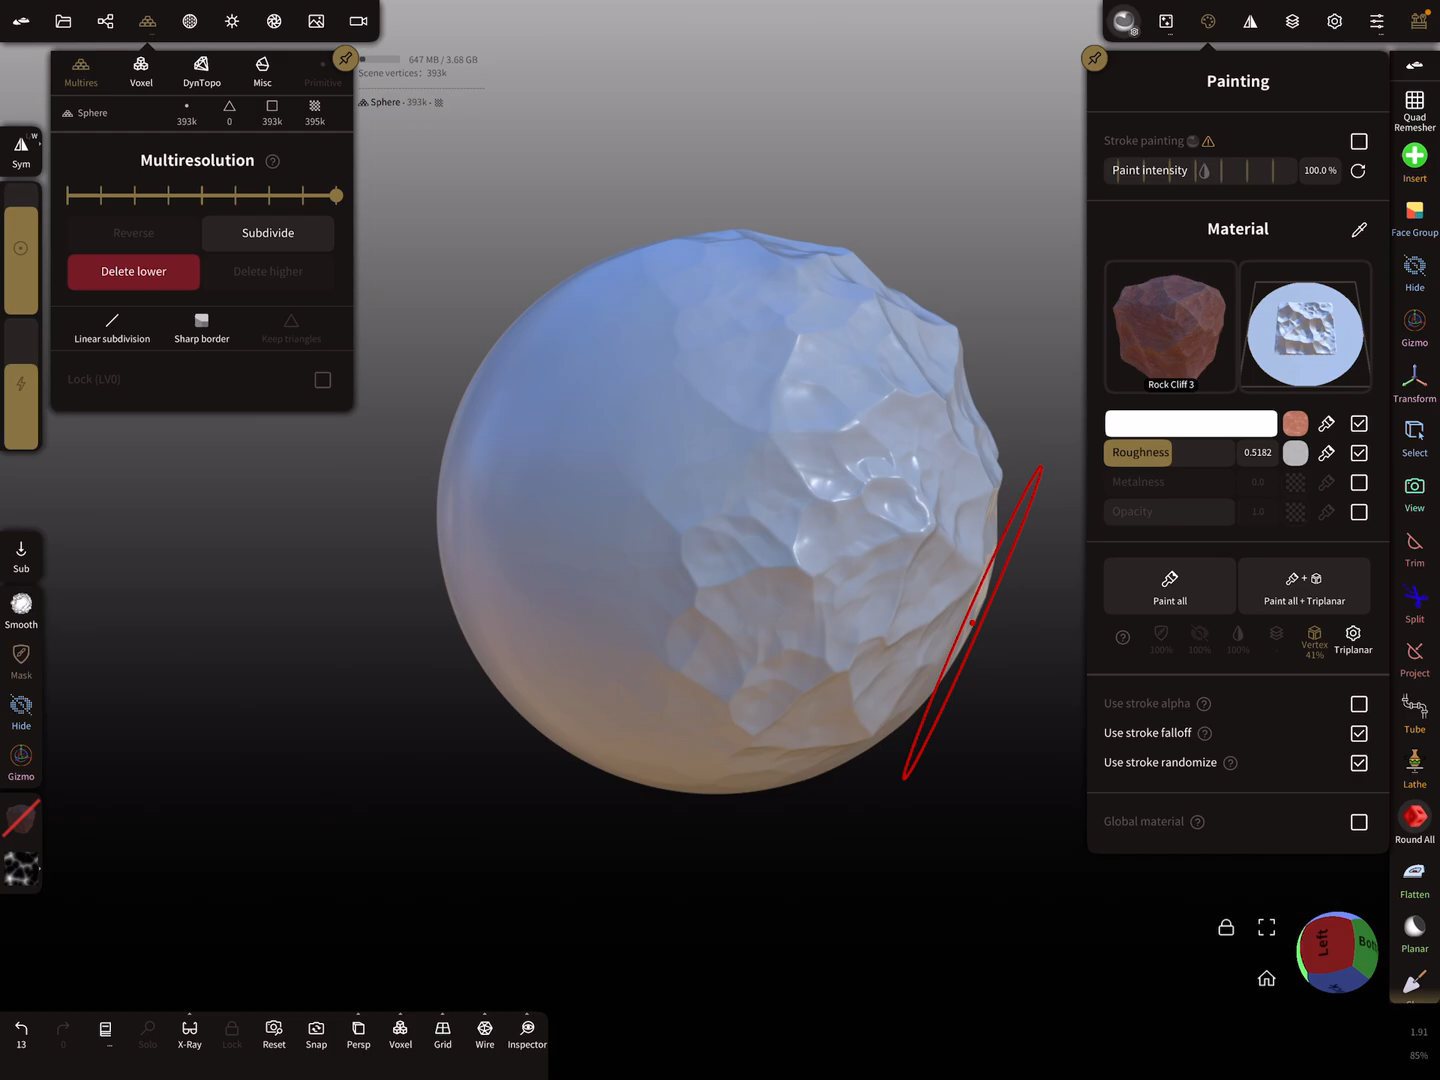 647 MB / 3.68 GB
Scene vertices: 393k
Sphere · 393k ·
Multires
Voxel
DynTopo
Misc
Primitive
Sphere
393k
0
393k
395k
Multiresolution
Reverse
Subdivide
Delete lower
Delete higher
Linear subdivision
Sharp border
Keep triangles
Lock (LV0)
W
Sym
Sub
Smooth
Mask
Hide
Gizmo
Painting
Stroke painting
Paint intensity
100.0 %
Material
Rock Cliff 3
Roughness
0.5182
Metalness
0.0
Opacity
1.0
Paint all
Paint all + Triplanar
100%
100%
100%
-
Vertex
41%
Triplanar
Use stroke alpha
Use stroke falloff
Use stroke randomize
Global material
Quad
Remesher
Insert
Face Group
Hide
Gizmo
Transform
Select
View
Trim
Split
Project
Tube
Lathe
Round All
Flatten
Planar
Left
13
0
...
Solo
X-Ray
Lock
Reset
Snap
Persp
Voxel
Grid
Wire
Inspector
1.91
85%